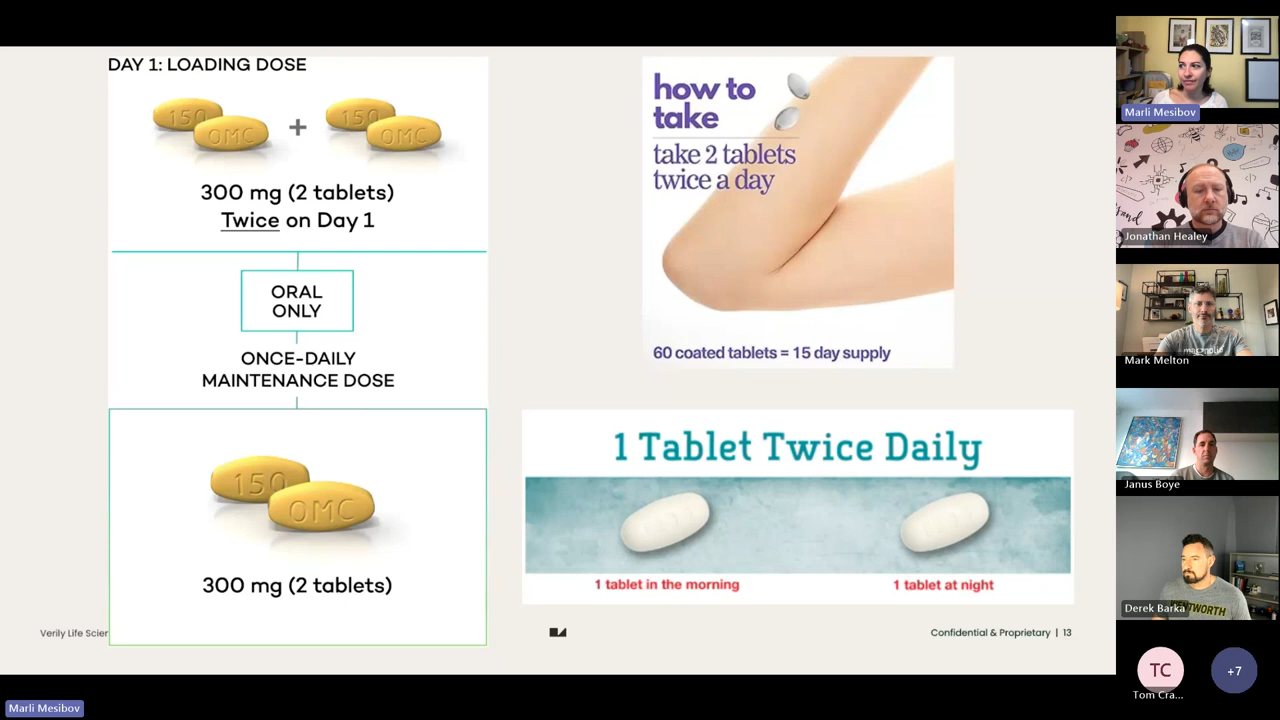 DAY 1: LOADING DOSE
150
OMC
+
150
OMC
300 mg (2 tablets)
Twice on Day 1
ORAL
ONLY
ONCE-DAILY
MAINTENANCE DOSE
150
OMC
300 mg (2 tablets)
how to
take
take 2 tablets
twice a day
60 coated tablets = 15 day supply
1 Tablet Twice Daily
1 tablet in the morning
1 tablet at night
Verily Life Scier
Confidential & Proprietary | 13
Marli Mesibov
Jonathan Healey
Mark Melton
Janus Boye
Derek Barka
TC
Tom Cra...
+7
Marli Mesibov